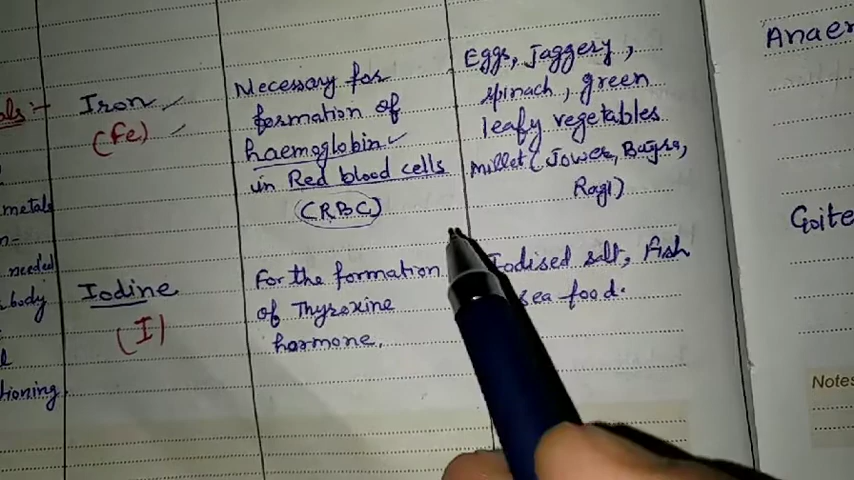 Iron
(Fe)
Necessary for
formation of
haemoglobin
in Red blood cells
(RBC)
Eggs, Jaggery,
spinach, green
leafy vegetables
Millet (Jower, Bajra,
Ragi)
Iodine
(I)
For the formation
of Thyroxine
hormone.
Iodised salt, Fish
sea food.
metals
needed
body
tioning
Anaem
Goite
Notes